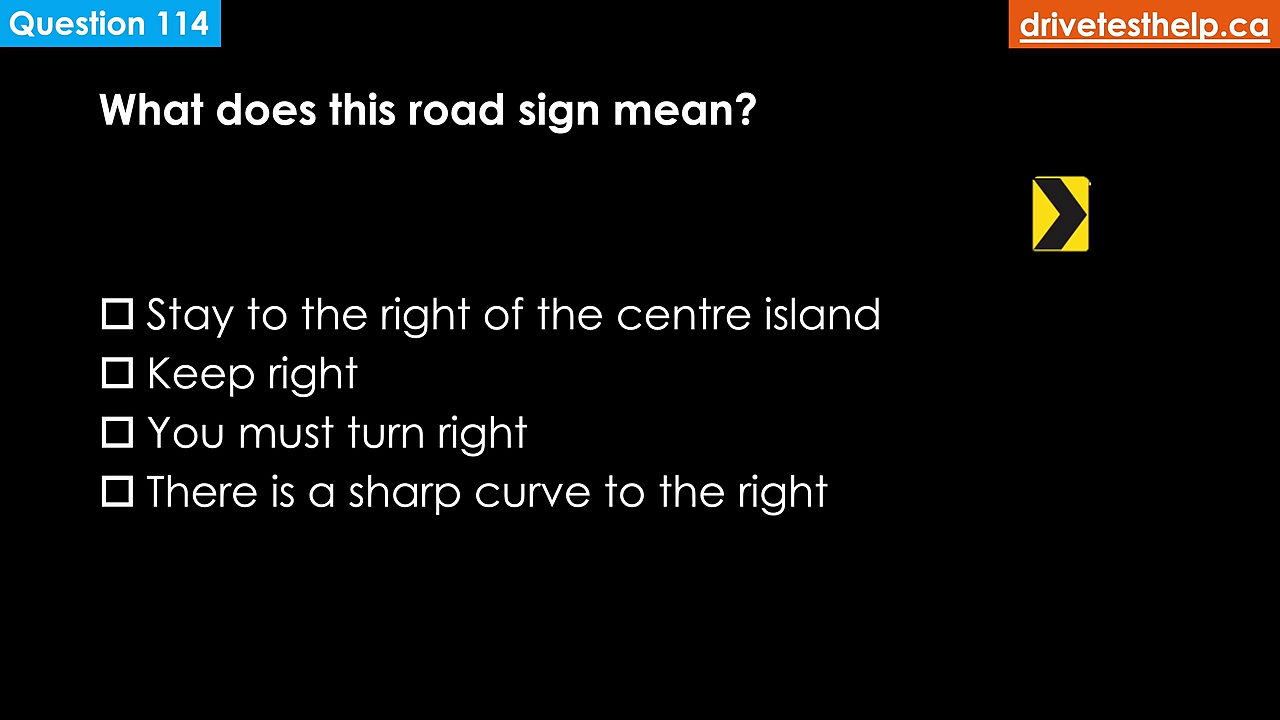 Question 114
drivetesthelp.ca
What does this road sign mean?
Stay to the right of the centre island
Keep right
You must turn right
There is a sharp curve to the right